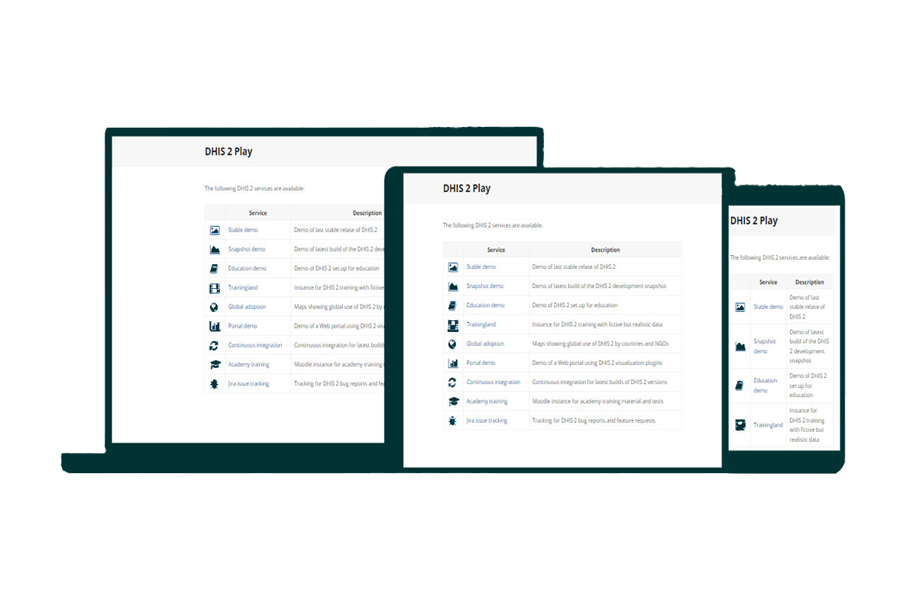 DHIS 2 Play
The following DHIS 2 services are available:
Service Description
Stable demo Demo of last stable relase of DHIS 2
Snapshot demo Demo of latest build of the DHIS 2 deve
Education demo Demo of DHIS 2 set up for education
Trainingland Instance for DHIS 2 training with fictive
Global adoption Maps showing global use of DHIS 2 by
Portal demo Demo of a Web portal using DHIS 2
Continuous integration Continuous integration for latest builds
Academy training Moodle instance for academy training
Jira issue tracking Tracking for DHIS 2 bug reports and
DHIS 2 Play
The following DHIS 2 services are available:
Service Description
Stable demo Demo of last stable relase of DHIS 2
Snapshot demo Demo of latest build of the DHIS 2 development snapshot
Education demo Demo of DHIS 2 set up for education
Trainingland Instance for DHIS 2 training with fictive but realistic data
Global adoption Maps showing global use of DHIS 2 by countries and NGOs
Portal demo Demo of a Web portal using DHIS 2 visualization plugins
Continuous integration Continuous integration for latest builds of DHIS 2 versions
Academy training Moodle instance for academy training material and tests
Jira issue tracking Tracking for DHIS 2 bug reports and feature requests
DHIS 2 Play
The following DHIS 2 services are available:
Service Description
Stable demo Demo of last
stable relase of
DHIS 2
Snapshot
demo
Demo of latest
build of the DHIS
2 development
snapshot
Education
demo
Demo of DHIS 2
set up for
education
Trainingland Instance for
DHIS 2 training
with fictive but
realistic data